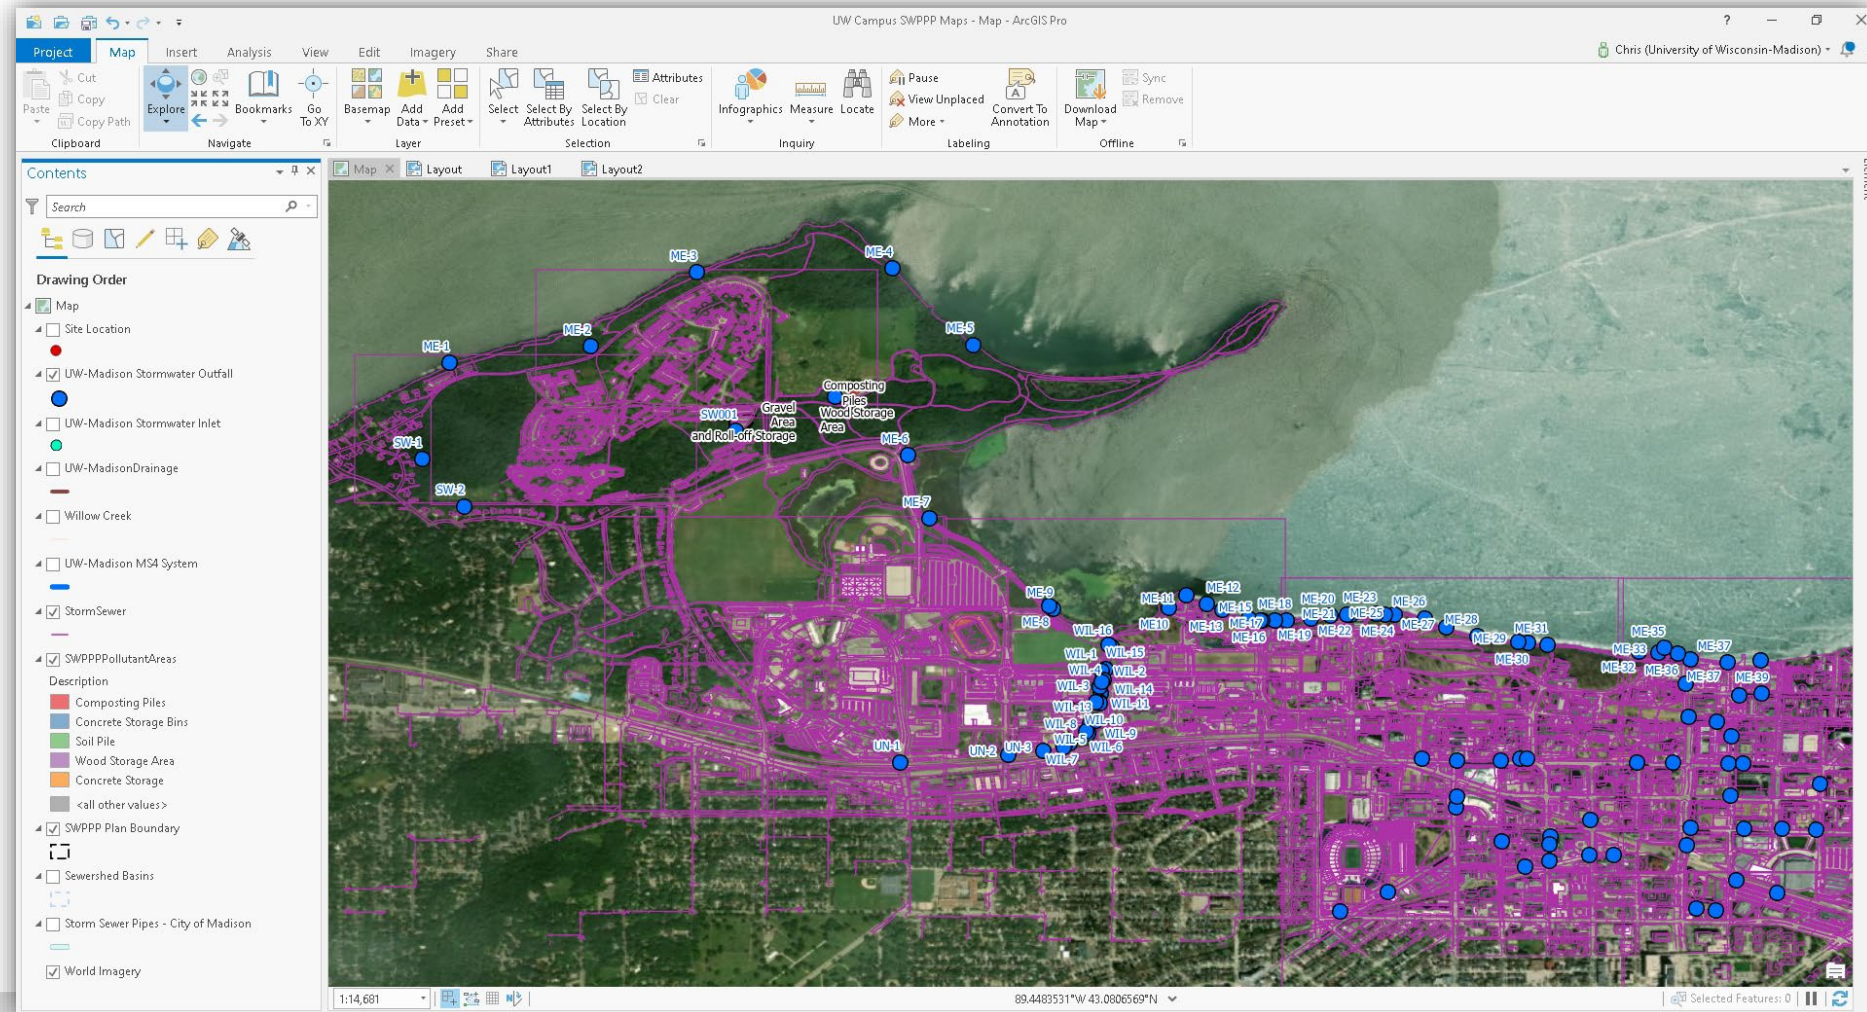 UW Campus SWPPP Maps - Map - ArcGIS Pro
?
Project Map Insert Analysis View Edit Imagery Share
Chris (University of Wisconsin-Madison)
Paste
Cut
Copy
Copy Path
Clipboard
Explore
Bookmarks
Go To XY
Navigate
Basemap
Add Data
Add Preset
Layer
Select
Select By Attributes
Select By Location
Attributes
Clear
Selection
Infographics
Measure
Locate
Inquiry
Pause
View Unplaced
More
Convert To Annotation
Labeling
Download Map
Sync
Remove
Offline
Contents
Search
Drawing Order
Map
Site Location
UW-Madison Stormwater Outfall
UW-Madison Stormwater Inlet
UW-MadisonDrainage
Willow Creek
UW-Madison MS4 System
StormSewer
SWPPPPollutantAreas
Description
Composting Piles
Concrete Storage Bins
Soil Pile
Wood Storage Area
Concrete Storage
<all other values>
SWPPP Plan Boundary
Sewershed Basins
Storm Sewer Pipes - City of Madison
World Imagery
Map Layout Layout1 Layout2
ME-3
ME-4
ME-2
ME-5
ME-1
Composting
Piles
Wood Storage
Area
SW001
Gravel
Area
and Roll-off Storage
SW-1
ME-6
SW-2
ME-7
ME-9
ME-8
ME-11
ME10
ME-12
ME-13
ME-15
ME-17
ME-16
ME-18
ME-19
ME-20
ME-21
ME-22
ME-23
ME-25
ME-24
ME-26
ME-27
ME-28
ME-29
ME-31
ME-30
ME-35
ME-33
ME-32
ME-36
ME-37
ME-37
ME-39
WIL-16
WIL-1
WIL-15
WIL-4
WIL-2
WIL-3
WIL-14
WIL-13
WIL-11
WIL-8
WIL-10
WIL-9
WIL-5
WIL-6
WIL-7
UN-1
UN-2
UN-3
1:14,681
89.4483531°W 43.0806569°N
Selected Features: 0